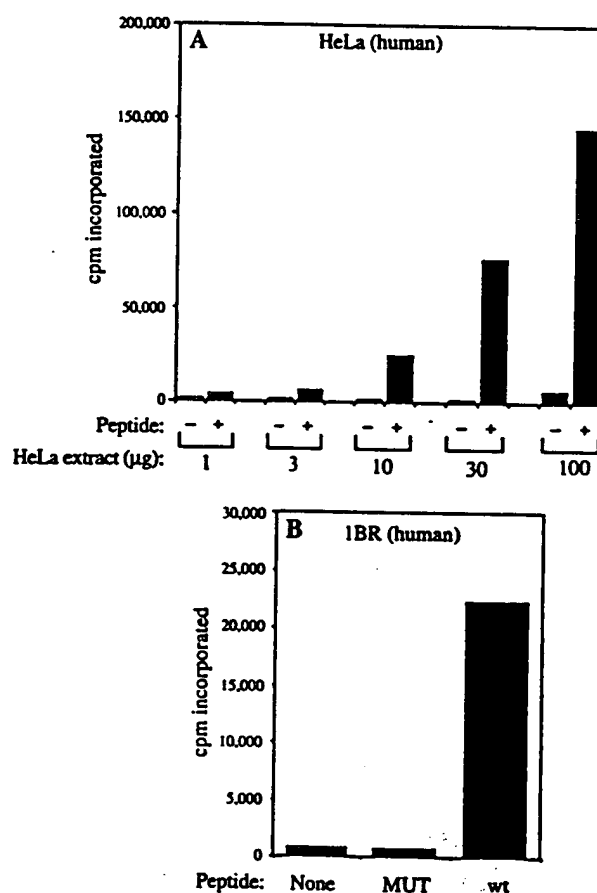 200,000
A HeLa (human)
150,000
100,000
50,000
0
cpm incorporated
Peptide: - + - + - + - + - +
HeLa extract (µg): 1 3 10 30 100
30,000
B 1BR (human)
25,000
20,000
15,000
10,000
5,000
0
cpm incorporated
Peptide: None MUT wt